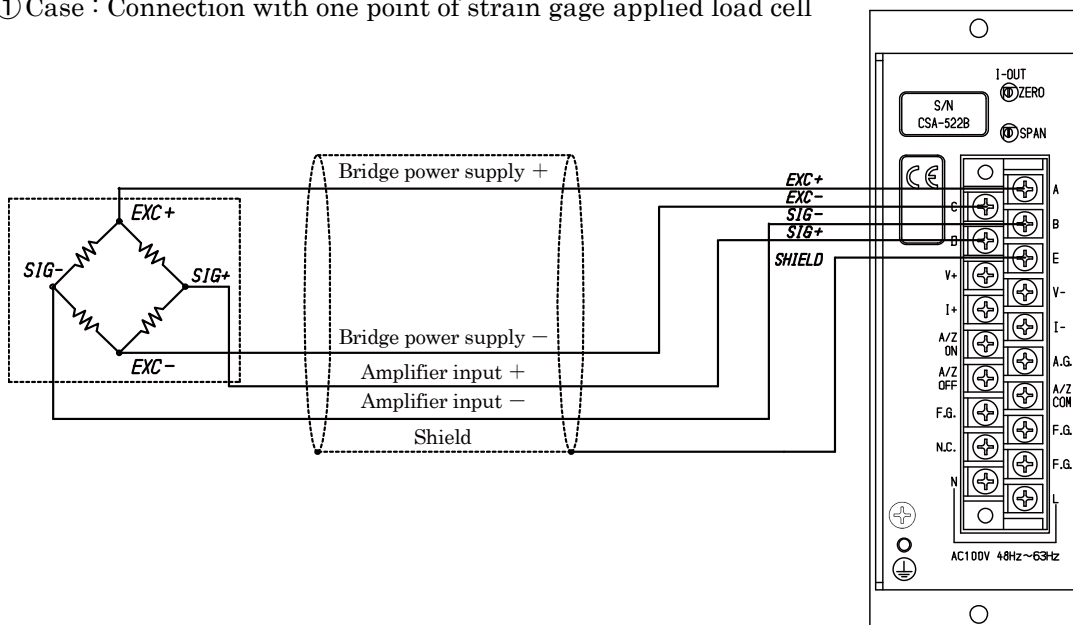 ①Case : Connection with one point of strain gage applied load cell
I-OUT
ZERO
S/N
CSA-522B
SPAN
CE
Bridge power supply +
EXC+
EXC-
SIG-
SIG+
SHIELD
EXC+
SIG-
SIG+
EXC-
Bridge power supply −
Amplifier input +
Amplifier input −
Shield
A
C
B
D
E
V+
V-
I+
I-
A/Z
ON
A.G.
A/Z
OFF
A/Z
COM
F.G.
F.G.
N.C.
F.G.
N
L
AC100V 48Hz~63Hz